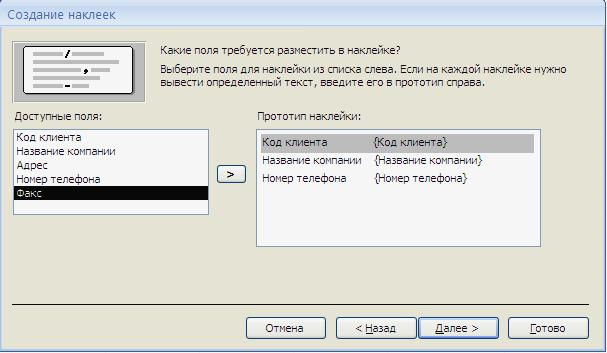 Создание наклеек
Какие поля требуется разместить в наклейке?
Выберите поля для наклейки из списка слева. Если на каждой наклейке нужно
вывести определенный текст, введите его в прототип справа.
Доступные поля:
Прототип наклейки:
Код клиента
Название компании
Адрес
Номер телефона
Факс
>
Код клиента {Код клиента}
Название компании {Название компании}
Номер телефона {Номер телефона}
Отмена
< Назад
Далее >
Готово